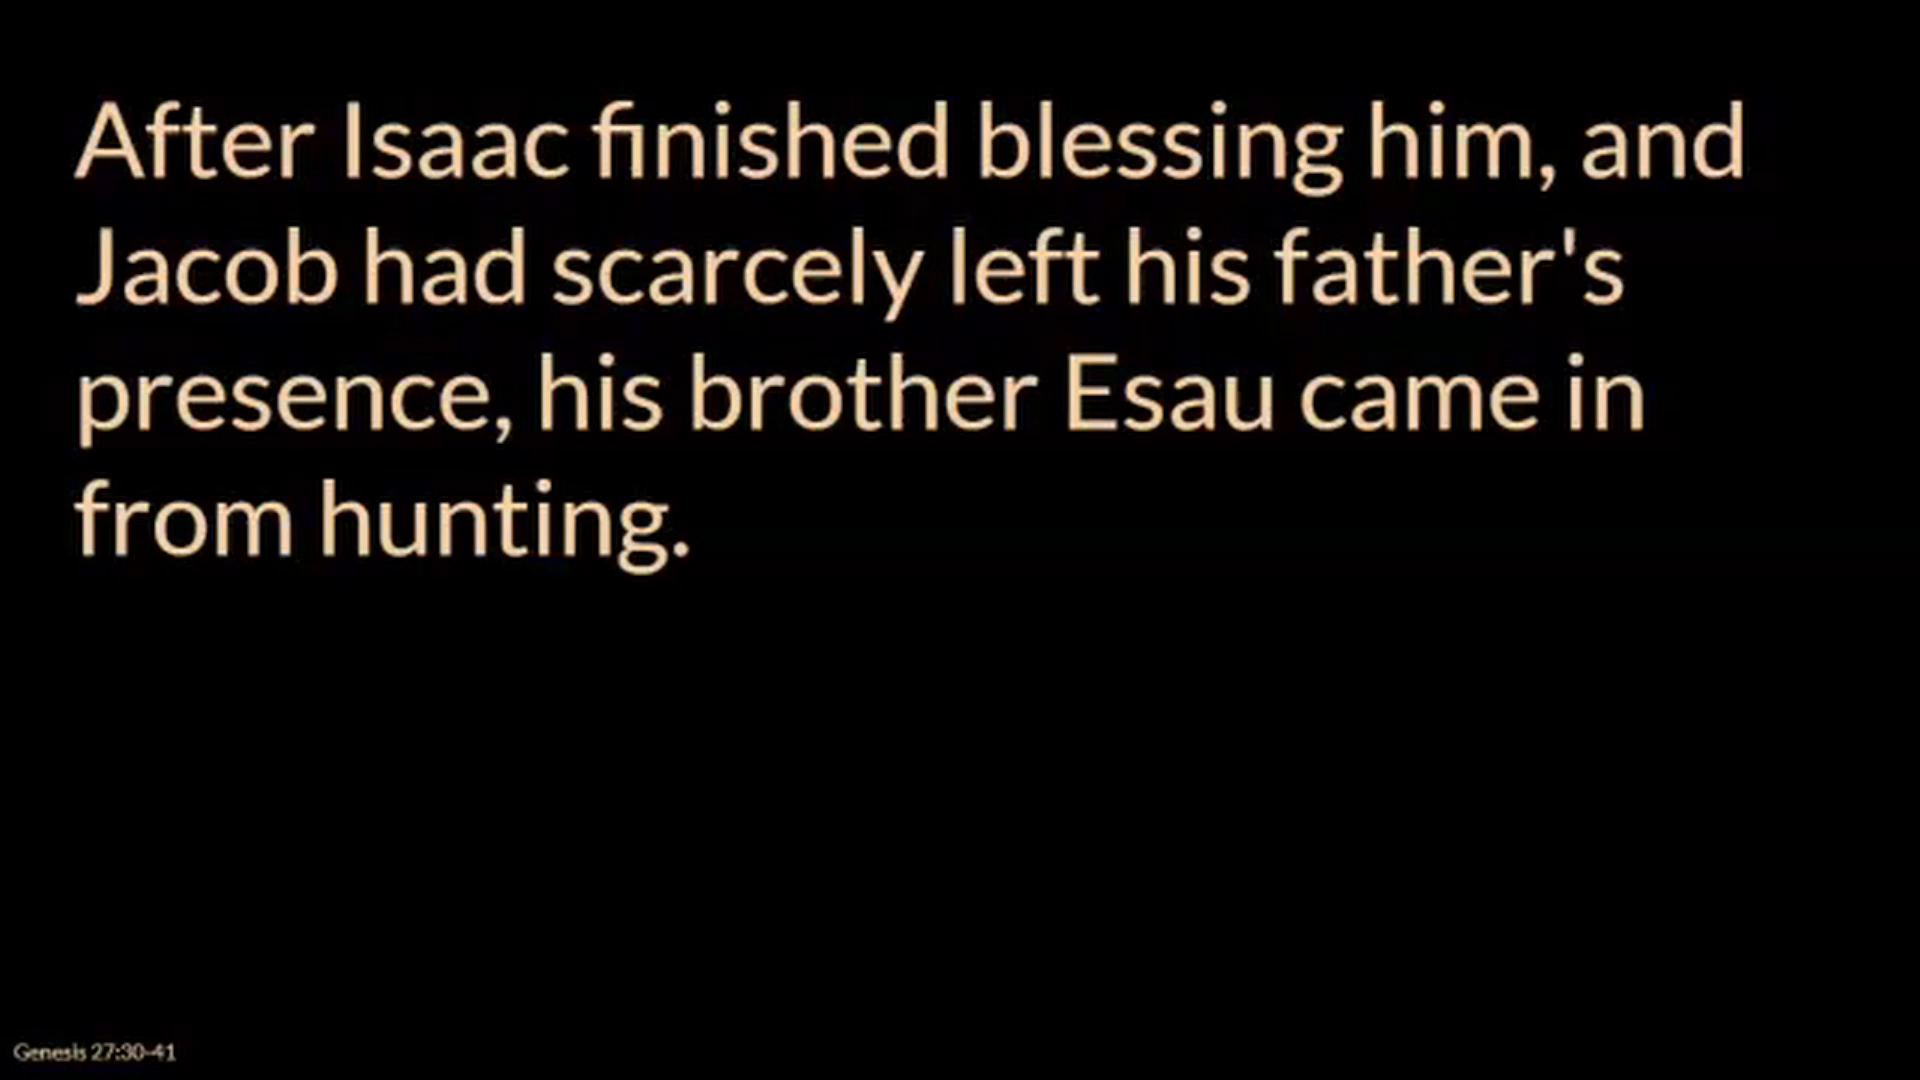 After Isaac finished blessing him, and
Jacob had scarcely left his father's
presence, his brother Esau came in
from hunting.
Genesis 27:30-41